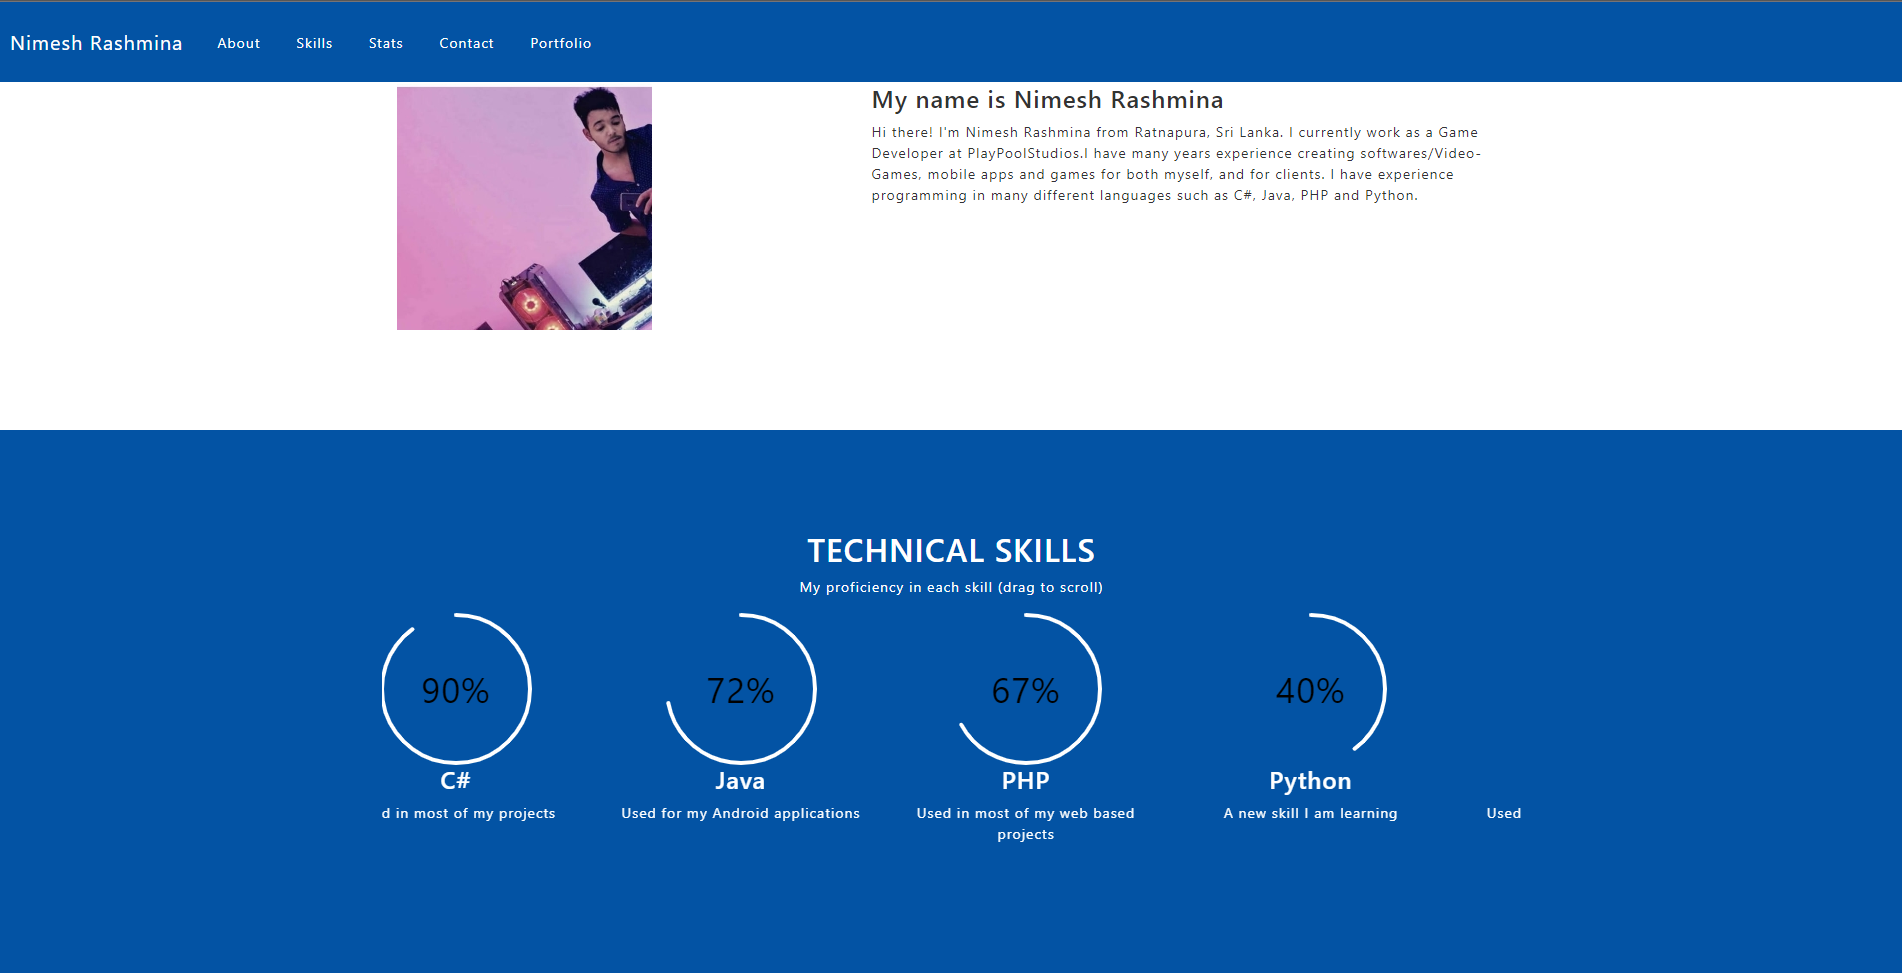 Nimesh Rashmina About Skills Stats Contact Portfolio
My name is Nimesh Rashmina
Hi there! I'm Nimesh Rashmina from Ratnapura, Sri Lanka. I currently work as a Game
Developer at PlayPoolStudios.I have many years experience creating softwares/Video-
Games, mobile apps and games for both myself, and for clients. I have experience
programming in many different languages such as C#, Java, PHP and Python.
TECHNICAL SKILLS
My proficiency in each skill (drag to scroll)
90% 72% 67% 40%
C# Java PHP Python
d in most of my projects Used for my Android applications Used in most of my web based A new skill I am learning Used
projects